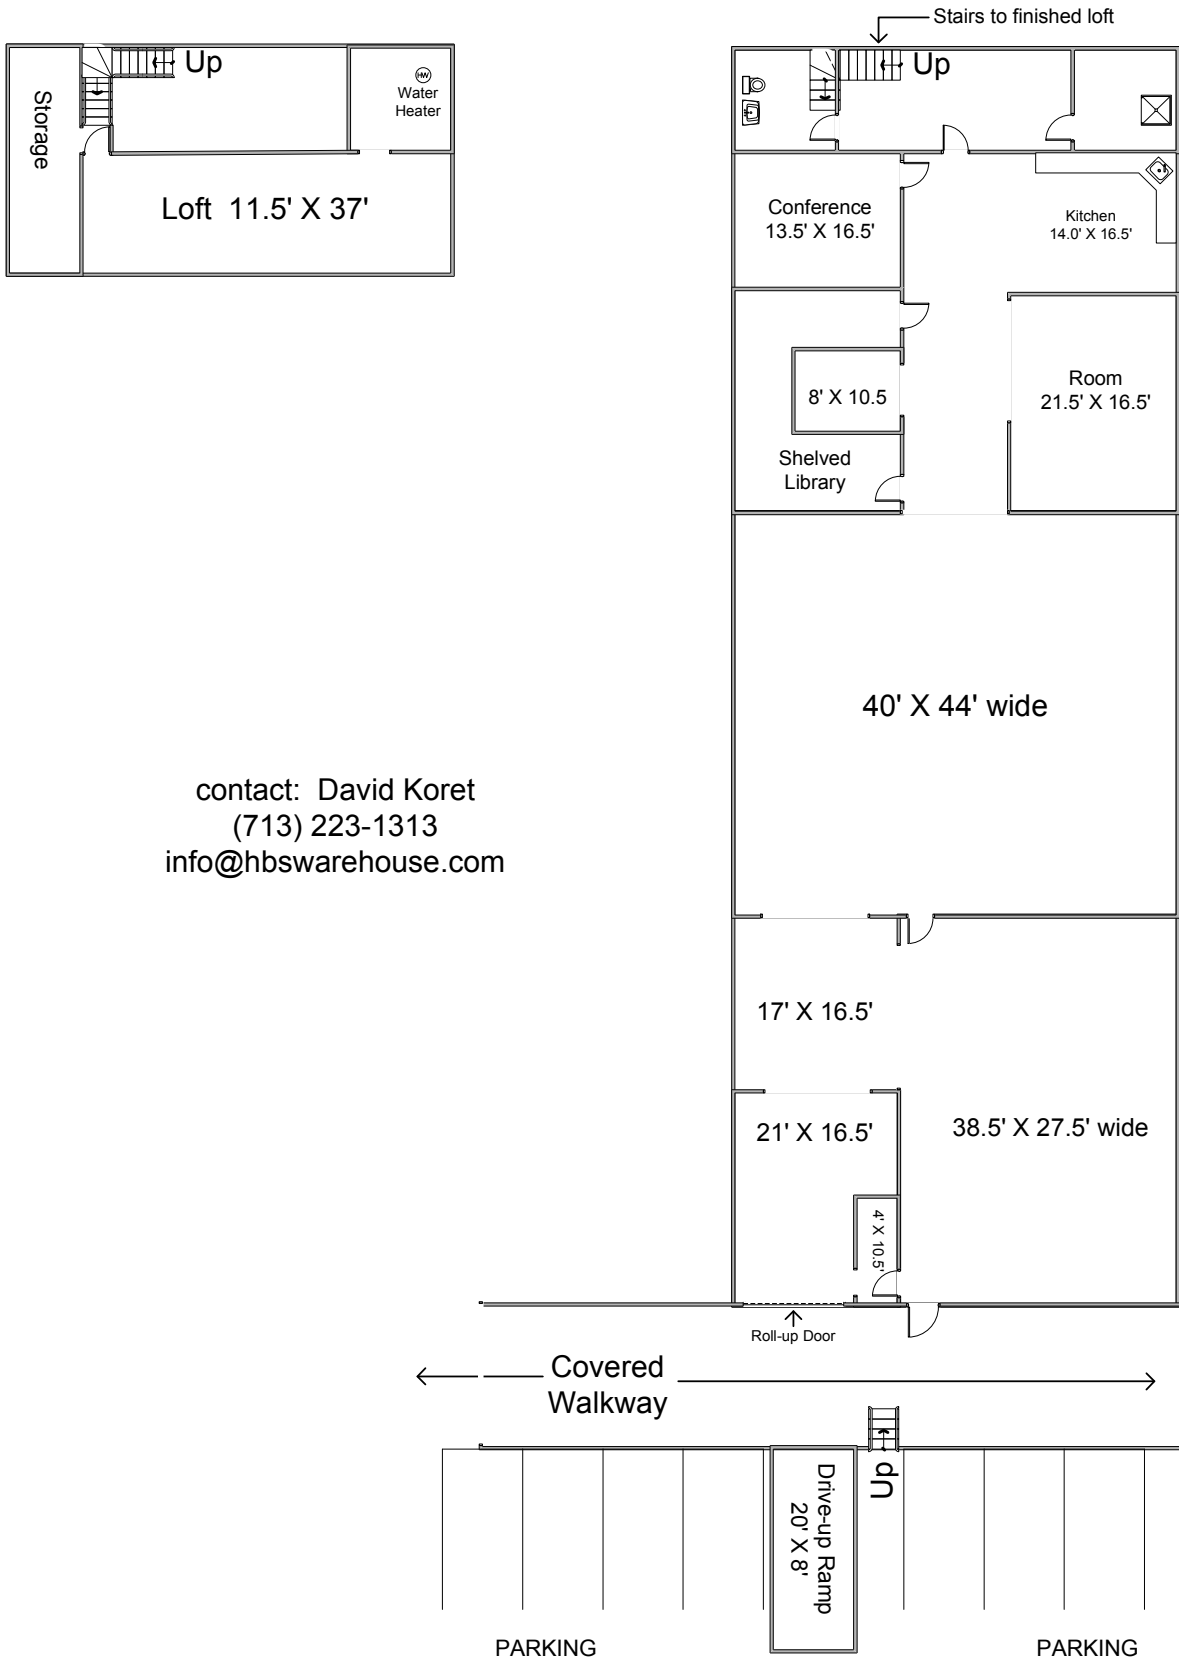 Stairs to finished loft
Up
Storage
HW
Water
Heater
Loft 11.5' X 37'
Up
Conference
13.5' X 16.5'
Kitchen
14.0' X 16.5'
8' X 10.5
Room
21.5' X 16.5'
Shelved
Library
40' X 44' wide
contact: David Koret
(713) 223-1313
info@hbswarehouse.com
17' X 16.5'
21' X 16.5'
38.5' X 27.5' wide
4' X 10.5'
Roll-up Door
Covered
Walkway
Up
Drive-up Ramp
20' X 8'
PARKING
PARKING